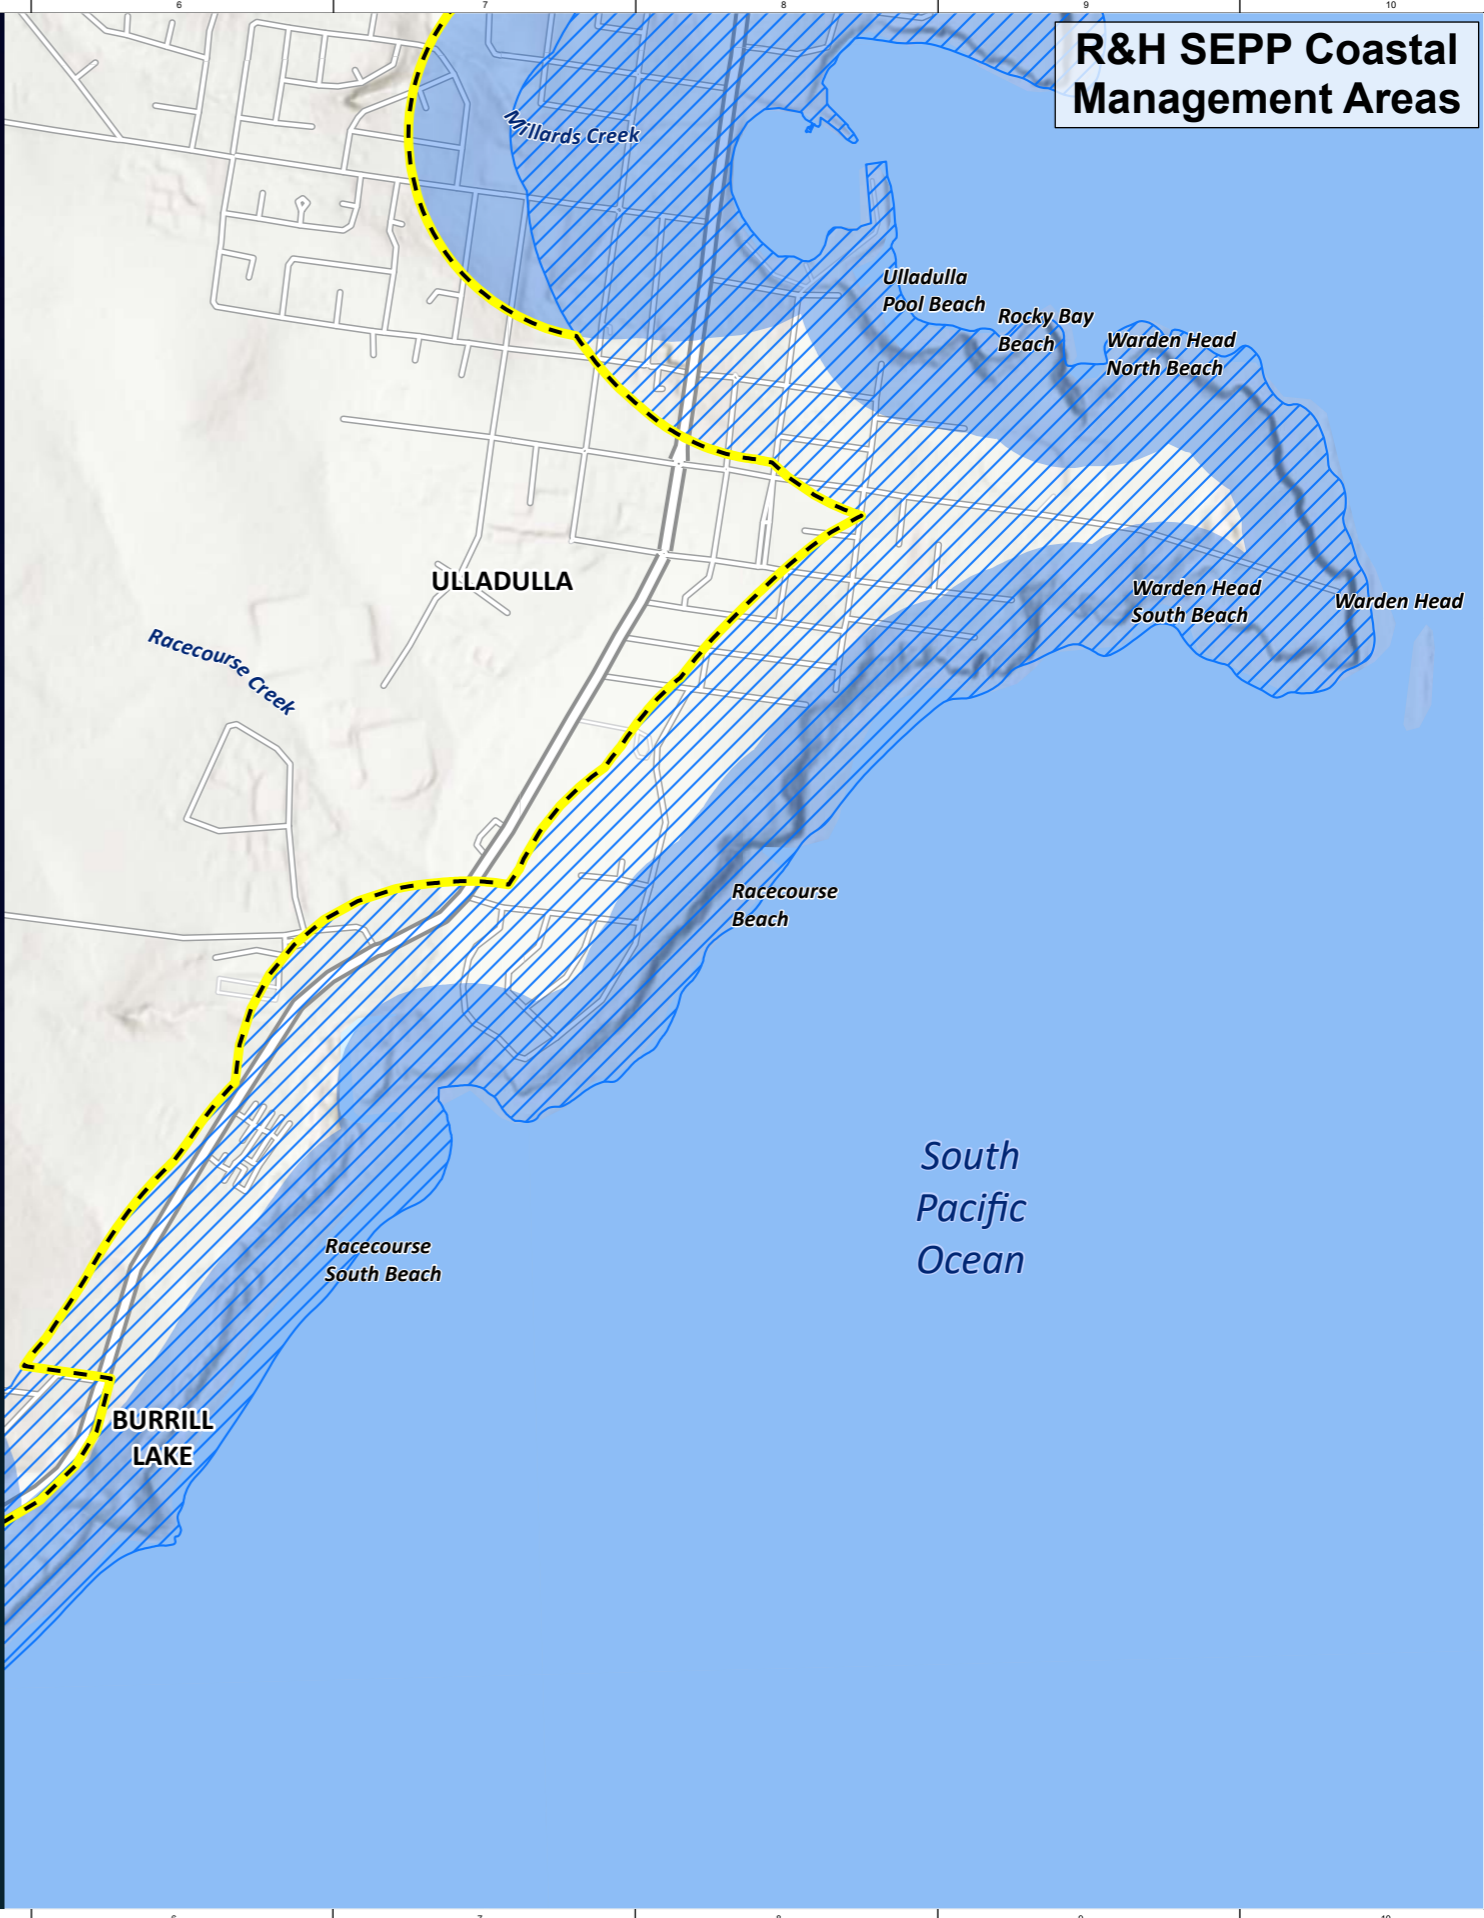 6 7 8 9 10
R&H SEPP Coastal
Management Areas
Millards Creek
Ulladulla
Pool Beach
Rocky Bay
Beach
Warden Head
North Beach
ULLADULLA
Warden Head
South Beach
Warden Head
Racecourse Creek
Racecourse
Beach
South
Pacific
Ocean
Racecourse
South Beach
BURRILL
LAKE